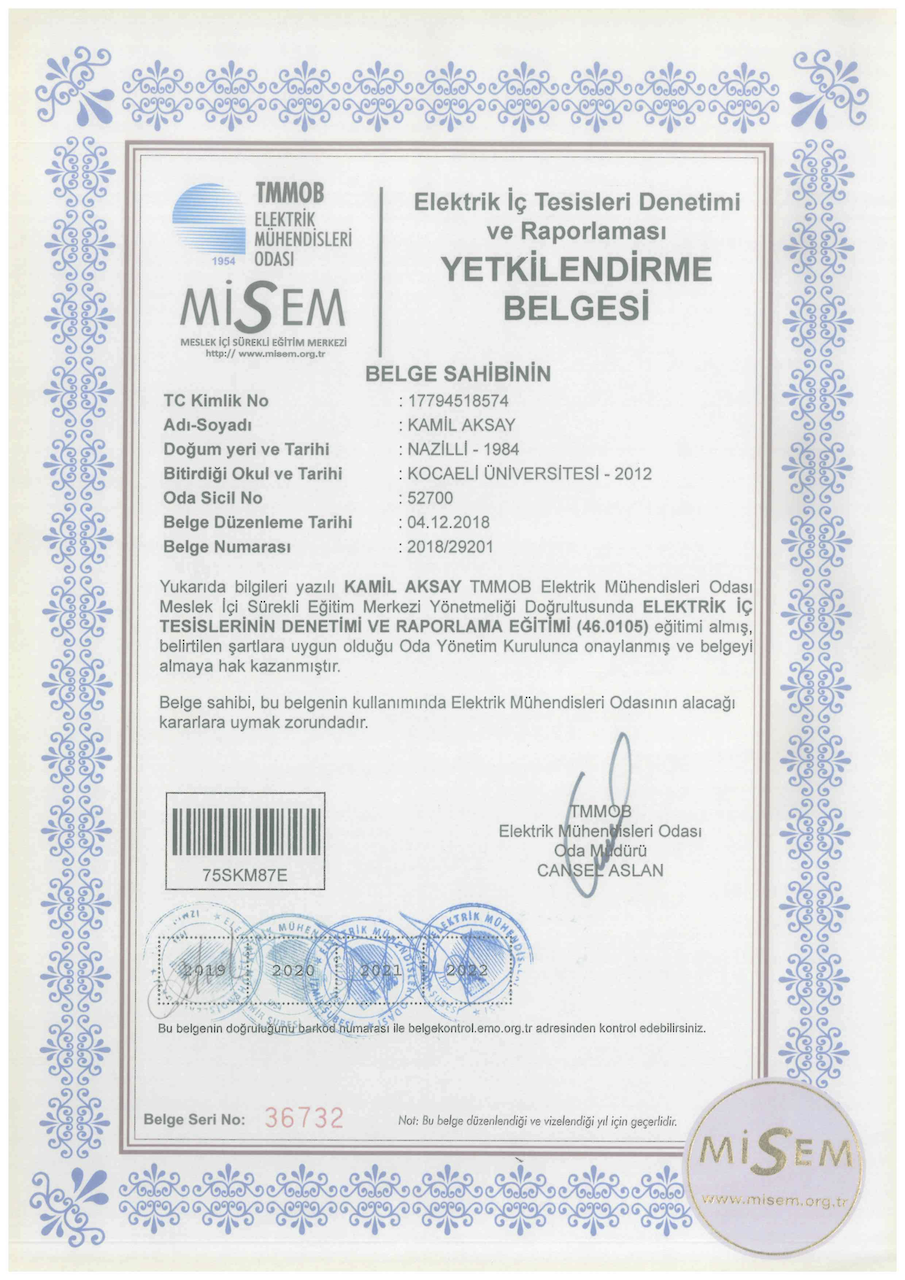 TMMOB
ELEKTRİK
MÜHENDİSLERİ
ODASI
1954
MİSEM
MESLEK İÇİ SÜREKLİ EĞİTİM MERKEZİ
http:// www.misem.org.tr
Elektrik İç Tesisleri Denetimi
ve Raporlaması
YETKİLENDİRME
BELGESİ
BELGE SAHİBİNİN
TC Kimlik No : 17794518574
Adı-Soyadı : KAMİL AKSAY
Doğum yeri ve Tarihi : NAZİLLİ - 1984
Bitirdiği Okul ve Tarihi : KOCAELİ ÜNİVERSİTESİ - 2012
Oda Sicil No : 52700
Belge Düzenleme Tarihi : 04.12.2018
Belge Numarası : 2018/29201
Yukarıda bilgileri yazılı KAMİL AKSAY TMMOB Elektrik Mühendisleri Odası
Meslek İçi Sürekli Eğitim Merkezi Yönetmeliği Doğrultusunda ELEKTRİK İÇ
TESİSLERİNİN DENETİMİ VE RAPORLAMA EĞİTİMİ (46.0105) eğitimi almış,
belirtilen şartlara uygun olduğu Oda Yönetim Kurulunca onaylanmış ve belgeyi
almaya hak kazanmıştır.
Belge sahibi, bu belgenin kullanımında Elektrik Mühendisleri Odasının alacağı
kararlara uymak zorundadır.
TMMOB
Elektrik Mühendisleri Odası
Oda Müdürü
CANSEL ASLAN
75SKM87E
2019 2020 2021 2022
Bu belgenin doğruluğunu barkod numarası ile belgekontrol.emo.org.tr adresinden kontrol edebilirsiniz.
Belge Seri No: 36732
Not: Bu belge düzenlendiği ve vizelendiği yıl için geçerlidir.
MİSEM
www.misem.org.tr